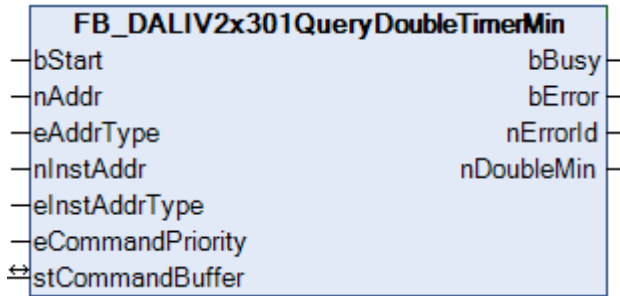 FB_DALIV2x301QueryDoubleTimerMin
bStart bBusy
nAddr bError
eAddrType nErrorId
nInstAddr nDoubleMin
eInstAddrType
eCommandPriority
stCommandBuffer